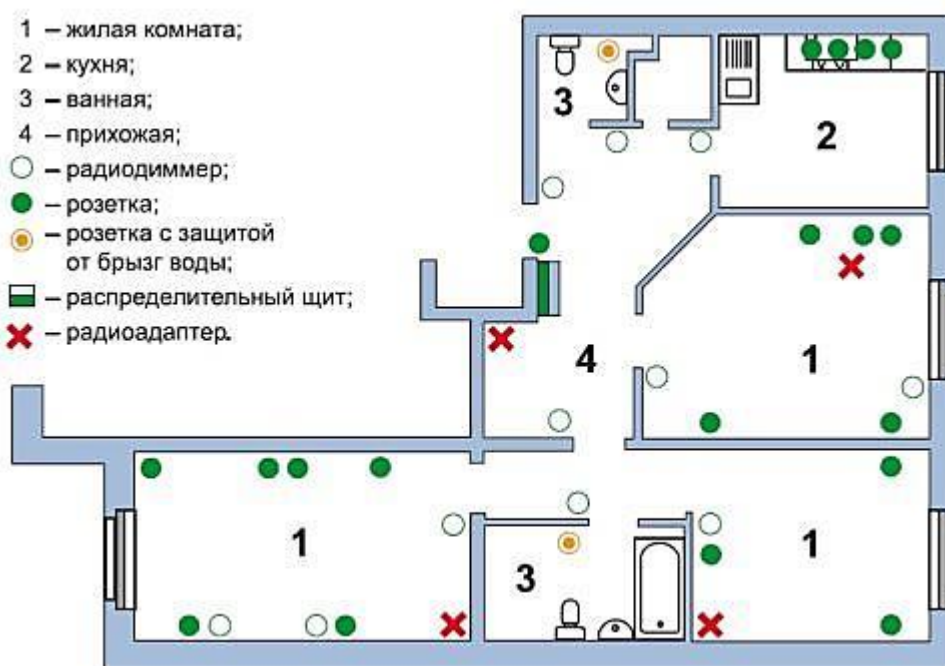 1 – жилая комната;
2 – кухня;
3 – ванная;
4 – прихожая;
– радиодиммер;
– розетка;
– розетка с защитой
от брызг воды;
– распределительный щит;
– радиоадаптер.
3
2
4
1
1
3
1